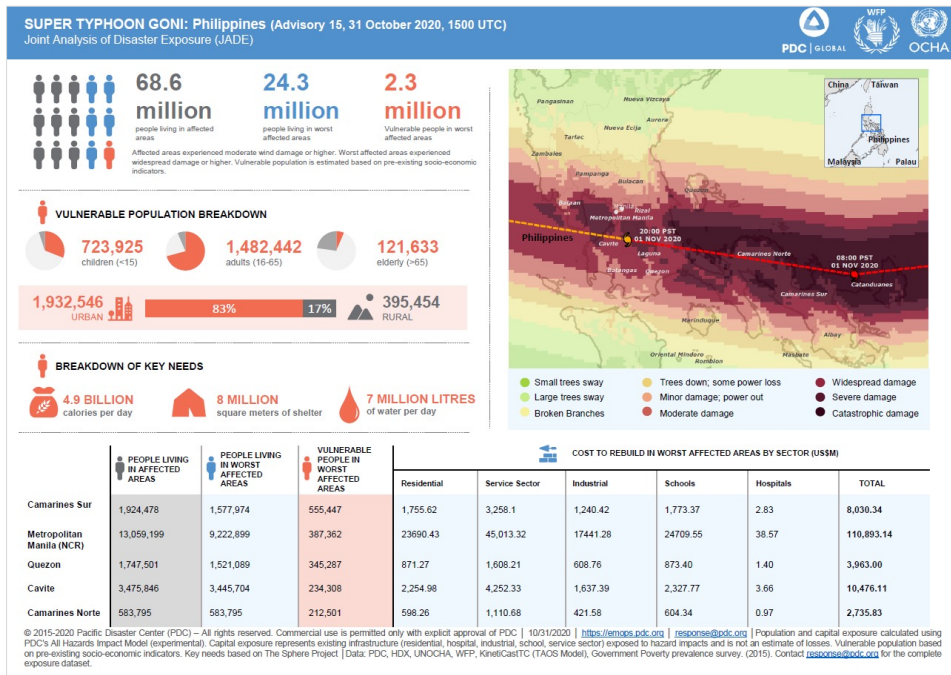 SUPER TYPHOON GONI: Philippines (Advisory 15, 31 October 2020, 1500 UTC)
Joint Analysis of Disaster Exposure (JADE)
PDC | GLOBAL
WFP
OCHA
68.6
million
people living in affected
areas
24.3
million
people living in worst
affected areas
2.3
million
Vulnerable people in worst
affected areas
Affected areas experienced moderate wind damage or higher. Worst affected areas experienced
widespread damage or higher. Vulnerable population is estimated based on pre-existing socio-economic
indicators.
VULNERABLE POPULATION BREAKDOWN
723,925
children (<15)
1,482,442
adults (16-65)
121,633
elderly (>65)
1,932,546
URBAN
83%
17%
395,454
RURAL
BREAKDOWN OF KEY NEEDS
4.9 BILLION
calories per day
8 MILLION
square meters of shelter
7 MILLION LITRES
of water per day
China
Taiwan
Philippines
Malaysia
Palau
Pangasinan
Nueva Vizcaya
Aurora
Nueva Ecija
Tarlac
Zambales
Pampanga
Bulacan
Quezon
Bataan
Manila
Rizal
Metropolitan Manila
20:00 PST
01 NOV 2020
Philippines
Cavite
Laguna
Camarines Norte
08:00 PST
01 NOV 2020
Batangas
Quezon
Catanduanes
Camarines Sur
Marinduque
Albay
Oriental Mindoro
Romblon
Masbate
Small trees sway
Large trees sway
Broken Branches
Trees down; some power loss
Minor damage; power out
Moderate damage
Widespread damage
Severe damage
Catastrophic damage
PEOPLE LIVING
IN AFFECTED
AREAS
PEOPLE LIVING
IN WORST
AFFECTED
AREAS
VULNERABLE
PEOPLE IN
WORST
AFFECTED
AREAS
COST TO REBUILD IN WORST AFFECTED AREAS BY SECTOR (US$M)
Residential Service Sector Industrial Schools Hospitals TOTAL
Camarines Sur 1,924,478 1,577,974 555,447 1,755.62 3,258.1 1,240.42 1,773.37 2.83 8,030.34
Metropolitan
Manila (NCR) 13,059,199 9,222,899 387,362 23690.43 45,013.32 17441.28 24709.55 38.57 110,893.14
Quezon 1,747,501 1,521,089 345,287 871.27 1,608.21 608.76 873.40 1.40 3,963.00
Cavite 3,475,846 3,445,704 234,308 2,254.98 4,252.33 1,637.39 2,327.77 3.66 10,476.11
Camarines Norte 583,795 583,795 212,501 598.26 1,110.68 421.58 604.34 0.97 2,735.83
© 2015-2020 Pacific Disaster Center (PDC) – All rights reserved. Commercial use is permitted only with explicit approval of PDC | 10/31/2020 | https://emops.pdc.org | response@pdc.org | Population and capital exposure calculated using
PDC's All Hazards Impact Model (experimental). Capital exposure represents existing infrastructure (residential, hospital, industrial, school, service sector) exposed to hazard impacts and is not an estimate of losses. Vulnerable population based
on pre-existing socio-economic indicators. Key needs based on The Sphere Project | Data: PDC, HDX, UNOCHA, WFP, KinetiCastTC (TAOS Model), Government Poverty prevalence survey. (2015). Contact response@pdc.org for the complete
exposure dataset.